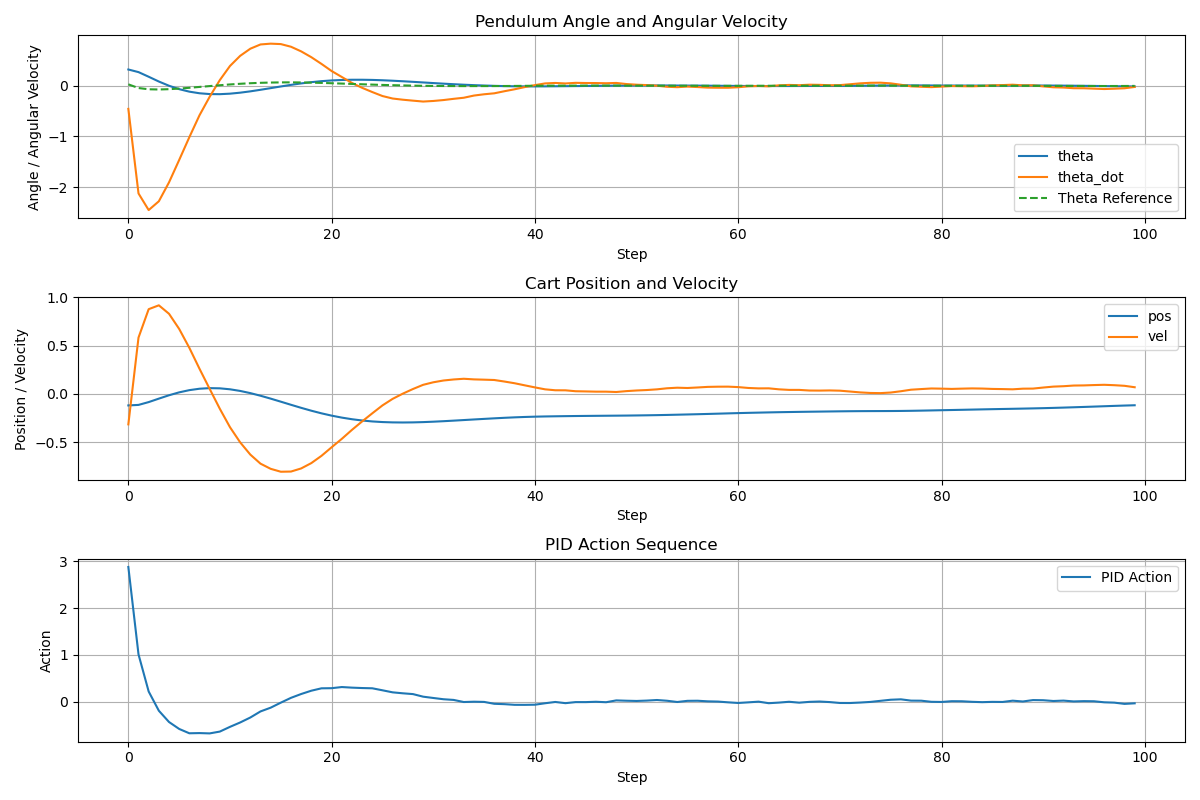 Pendulum Angle and Angular Velocity
Angle / Angular Velocity
0
−1
−2
theta
theta_dot
Theta Reference
0 20 40 60 80 100
Step
Cart Position and Velocity
Position / Velocity
1.0
0.5
0.0
−0.5
pos
vel
0 20 40 60 80 100
Step
PID Action Sequence
Action
3
2
1
0
PID Action
0 20 40 60 80 100
Step